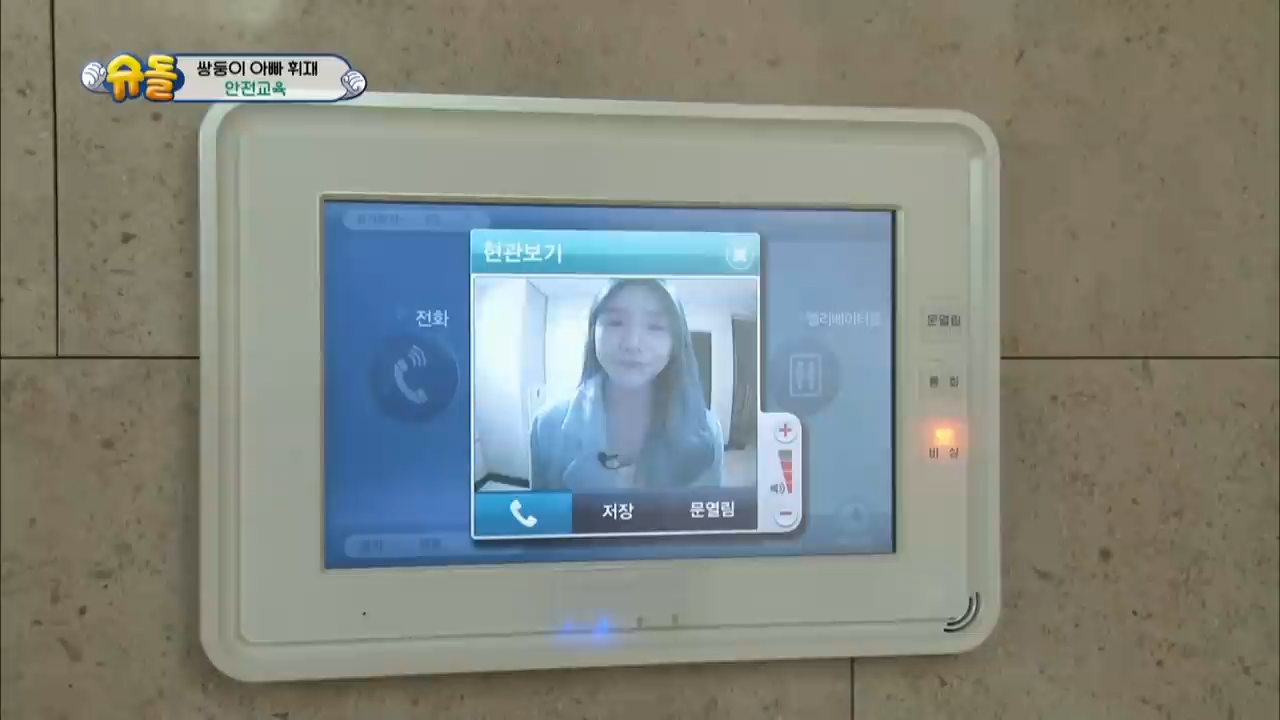 슈돌
쌍둥이 아빠 휘재
안전교육
현관보기
전화
엘리베이터콜
문열림
통화
비상
저장
문열림